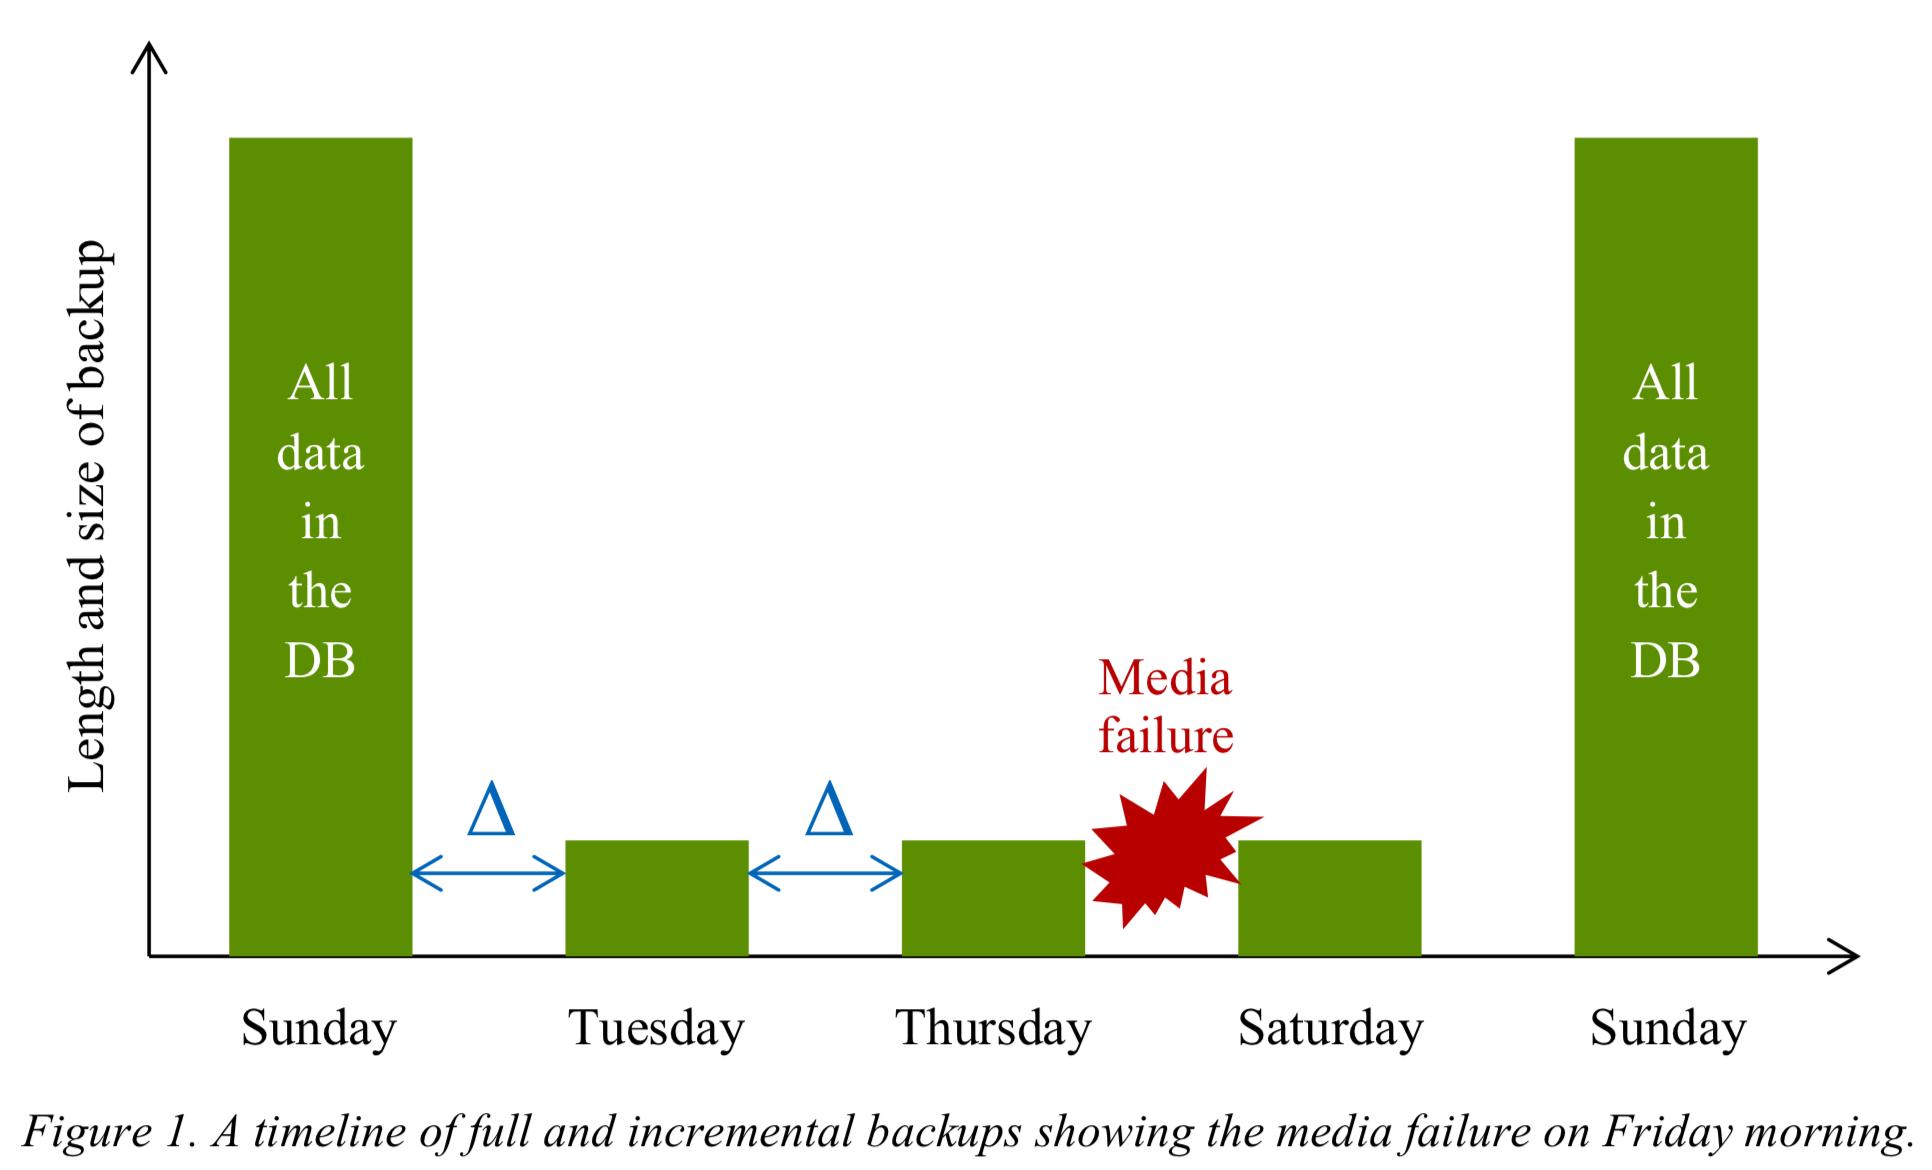 Length and size of backup
All
data
in
the
DB
Δ
Δ
Media
failure
All
data
in
the
DB
Sunday
Tuesday
Thursday
Saturday
Sunday
Figure 1. A timeline of full and incremental backups showing the media failure on Friday morning.